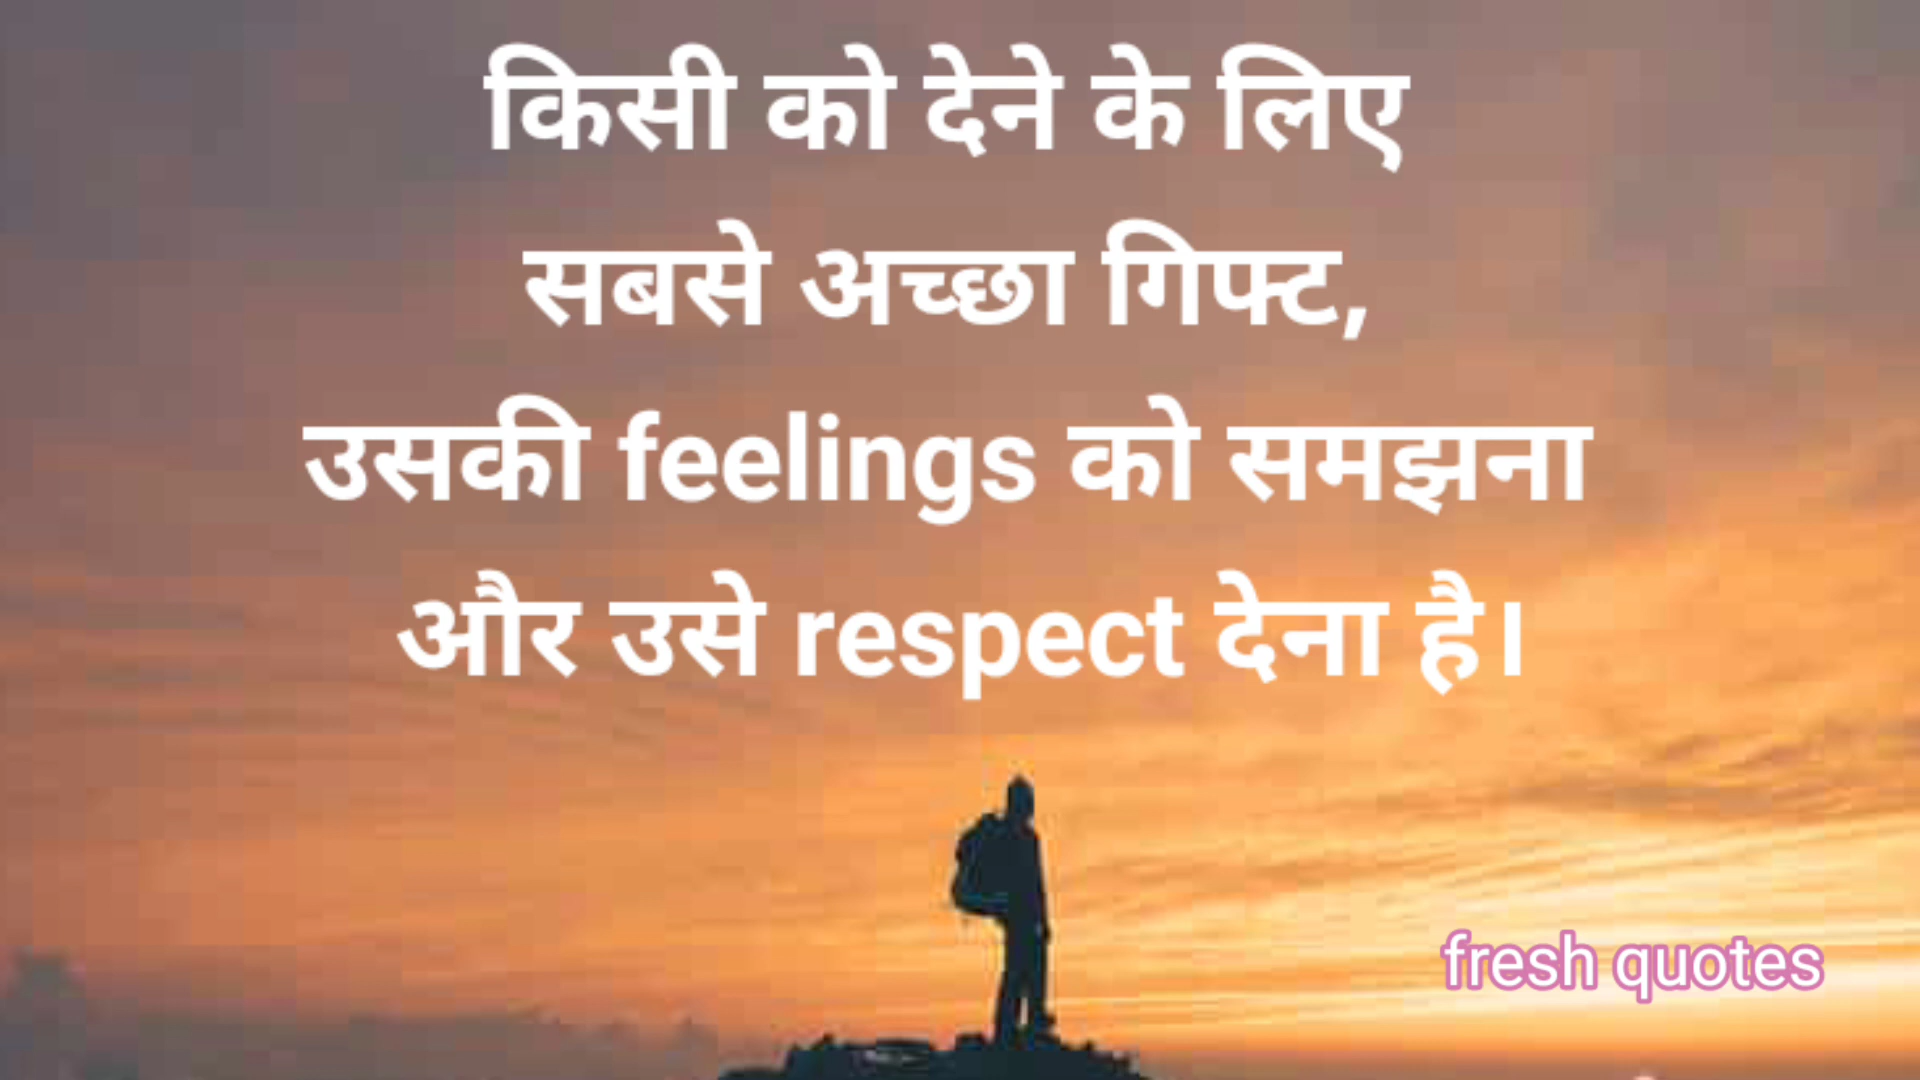 किसी को देने के लिए
सबसे अच्छा गिफ्ट,
उसकी feelings को समझना
और उसे respect देना है।
fresh quotes